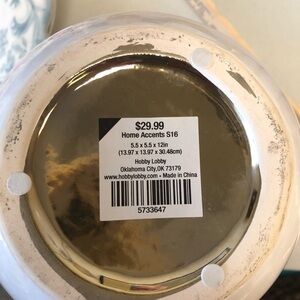 $29.99
Home Accents S16
5.5 x 5.5 x 12in
(13.97 x 13.97 x 30.48cm)
Hobby Lobby
Oklahoma City,OK 73179
www.hobbylobby.com • Made in China
5733647